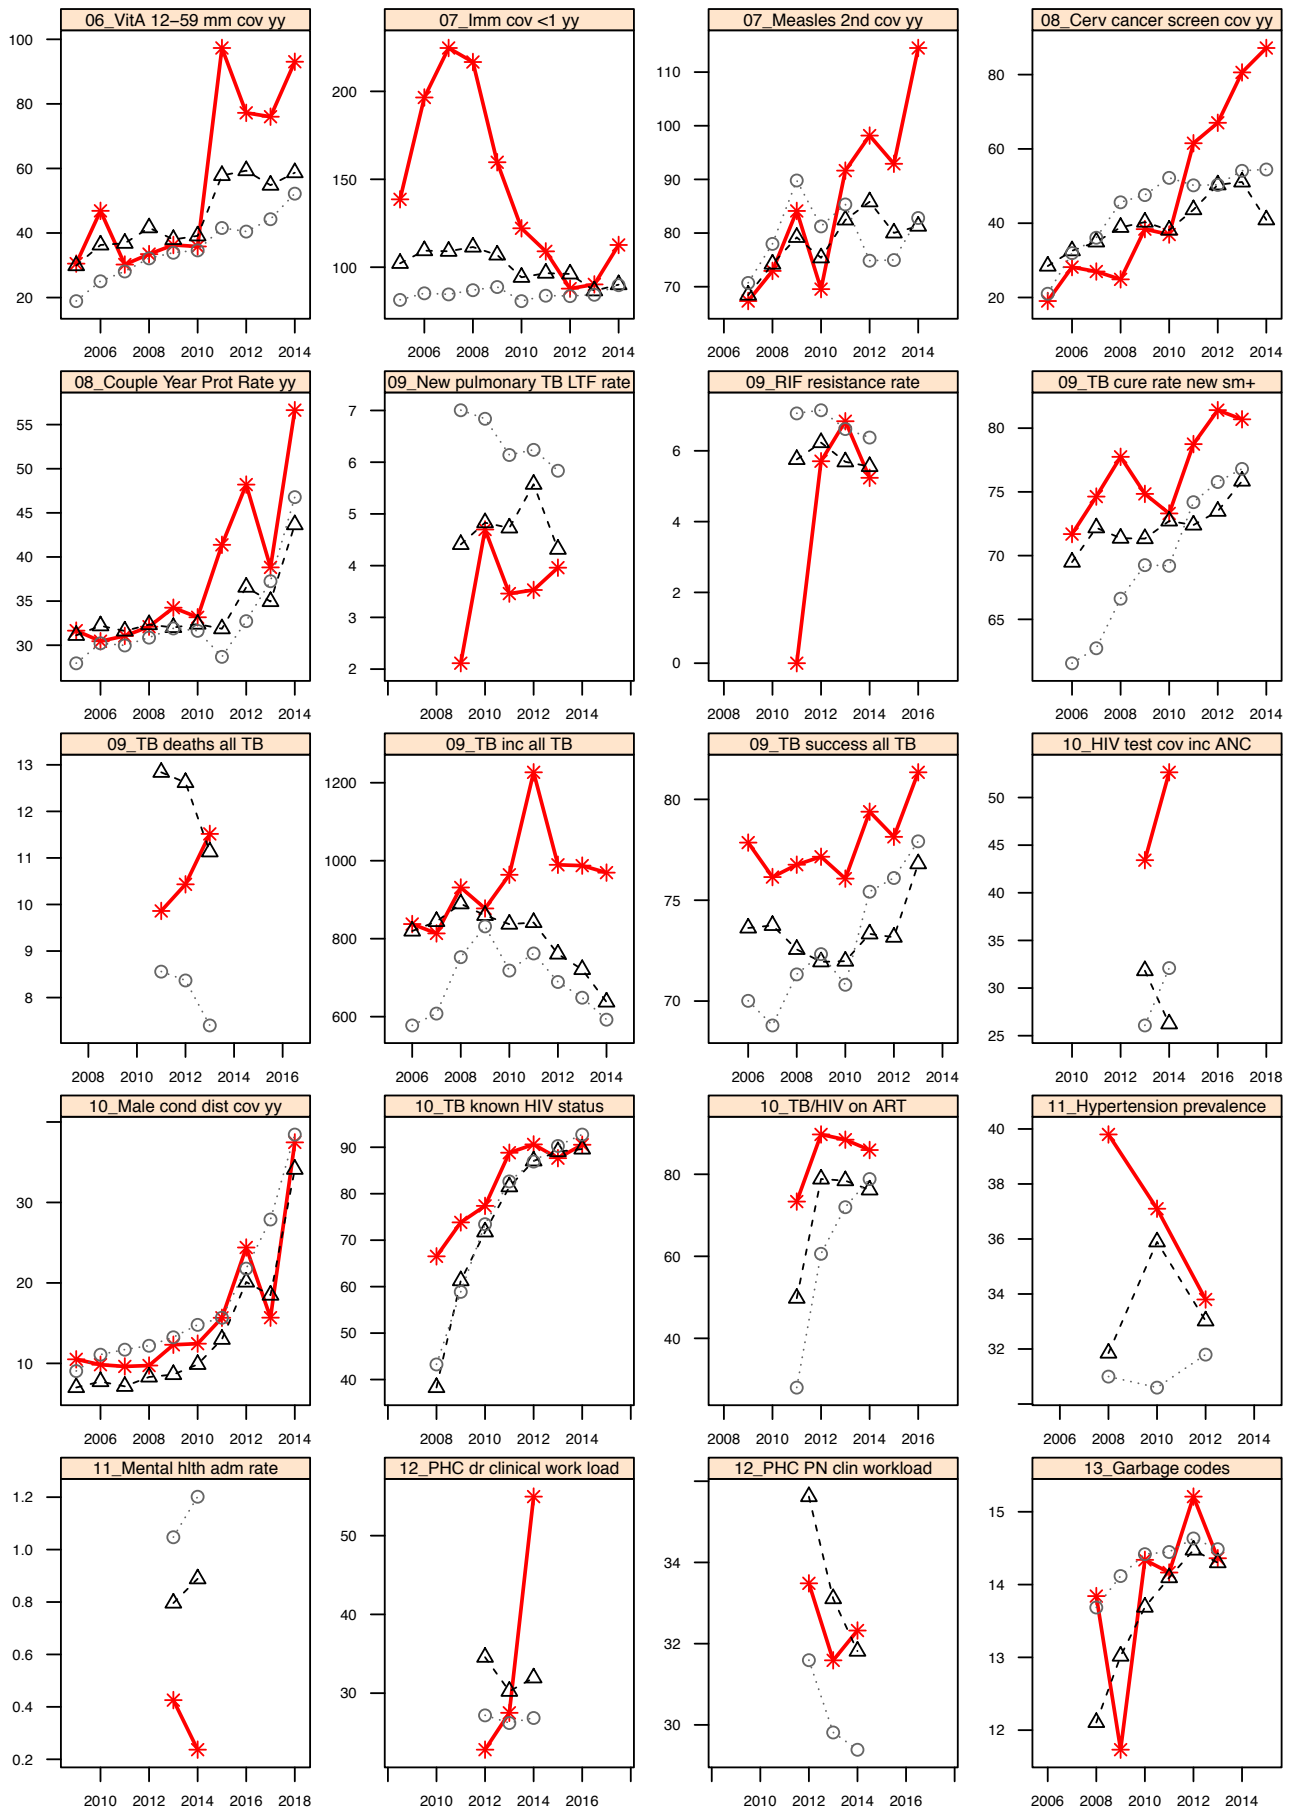 06_VitA 12−59 mm cov yy
07_Imm cov <1 yy
07_Measles 2nd cov yy
08_Cerv cancer screen cov yy
100
80
60
40
20
200
150
100
110
100
90
80
70
80
60
40
20
2006 2008 2010 2012 2014
2006 2008 2010 2012 2014
2006 2008 2010 2012 2014
2006 2008 2010 2012 2014
08_Couple Year Prot Rate yy
09_New pulmonary TB LTF rate
09_RIF resistance rate
09_TB cure rate new sm+
55
50
45
40
35
30
7
6
5
4
3
2
6
4
2
0
80
75
70
65
2006 2008 2010 2012 2014
2008 2010 2012 2014
2008 2010 2012 2014 2016
2006 2008 2010 2012 2014
09_TB deaths all TB
09_TB inc all TB
09_TB success all TB
10_HIV test cov inc ANC
13
12
11
10
9
8
1200
1000
800
600
80
75
70
50
45
40
35
30
25
2008 2010 2012 2014 2016
2006 2008 2010 2012 2014
2006 2008 2010 2012 2014
2010 2012 2014 2016 2018
10_Male cond dist cov yy
10_TB known HIV status
10_TB/HIV on ART
11_Hypertension prevalence
30
20
10
90
80
70
60
50
40
80
60
40
40
38
36
34
32
2006 2008 2010 2012 2014
2008 2010 2012 2014
2008 2010 2012 2014 2016
2006 2008 2010 2012 2014
11_Mental hlth adm rate
12_PHC dr clinical work load
12_PHC PN clin workload
13_Garbage codes
1.2
1.0
0.8
0.6
0.4
0.2
50
40
30
34
32
30
15
14
13
12
2010 2012 2014 2016 2018
2010 2012 2014 2016
2008 2010 2012 2014 2016
2006 2008 2010 2012 2014